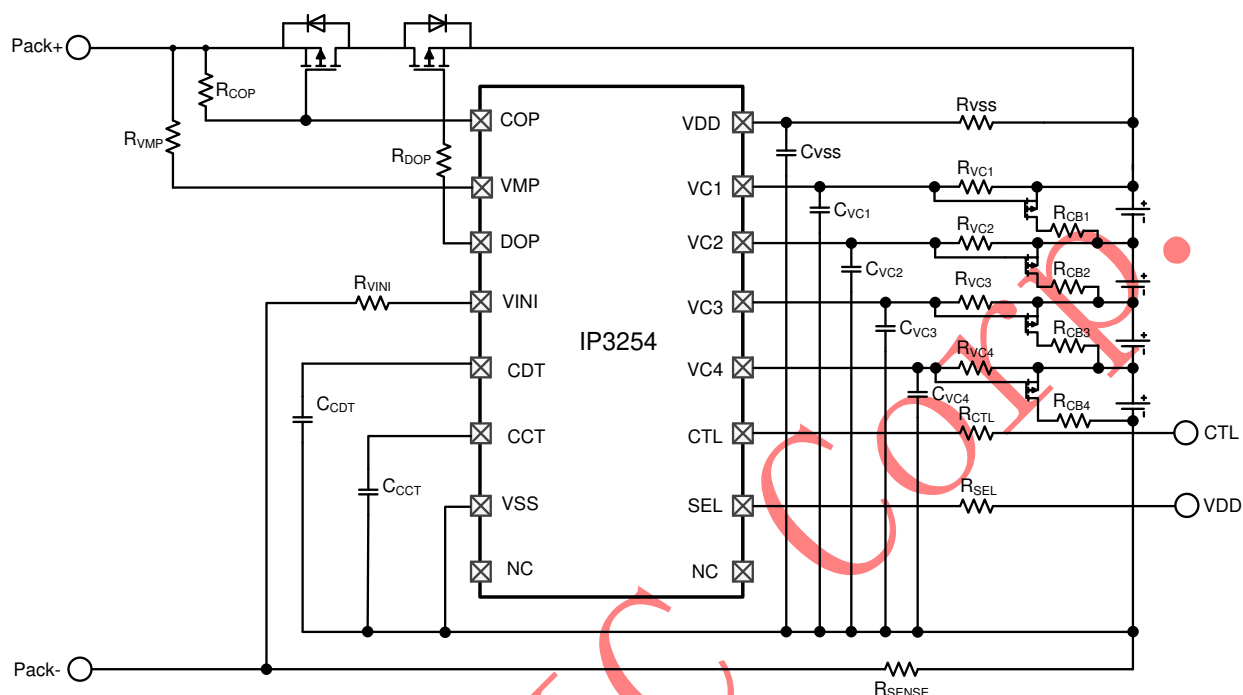 Pack+
RCOP
RVMP
RDOP
COP
VMP
DOP
RVINI
VINI
CDT
CCDT
CCT
CCCT
VSS
NC
IP3254
VDD
Rvss
Cvss
VC1
RVC1
CVC1
RCB1
VC2
RVC2
CVC2
RCB2
VC3
RVC3
CVC3
RCB3
VC4
RVC4
CVC4
RCB4
CTL
RCTL
CTL
SEL
RSEL
VDD
NC
Pack-
RSENSE
Corp.